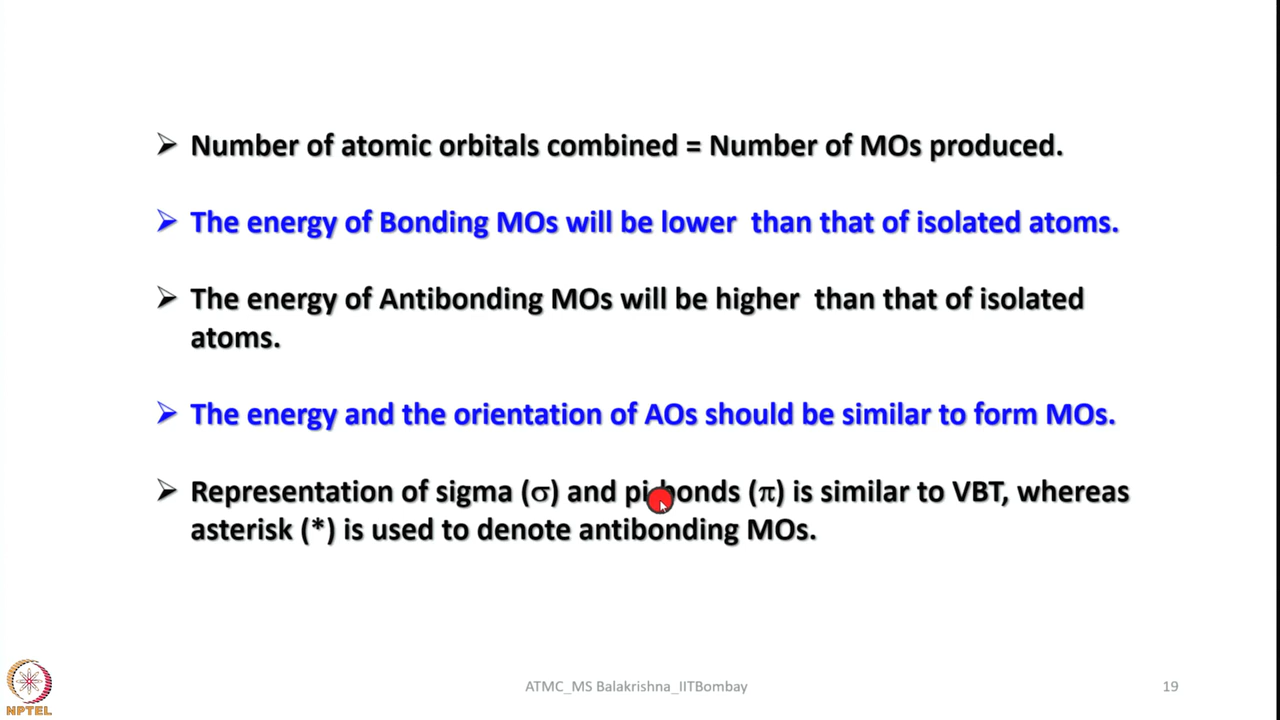 ➢ Number of atomic orbitals combined = Number of MOs produced.
➢ The energy of Bonding MOs will be lower than that of isolated atoms.
➢ The energy of Antibonding MOs will be higher than that of isolated
atoms.
➢ The energy and the orientation of AOs should be similar to form MOs.
➢ Representation of sigma (σ) and pi bonds (π) is similar to VBT, whereas
asterisk (*) is used to denote antibonding MOs.
NPTEL
ATMC_MS Balakrishna_IITBombay
19